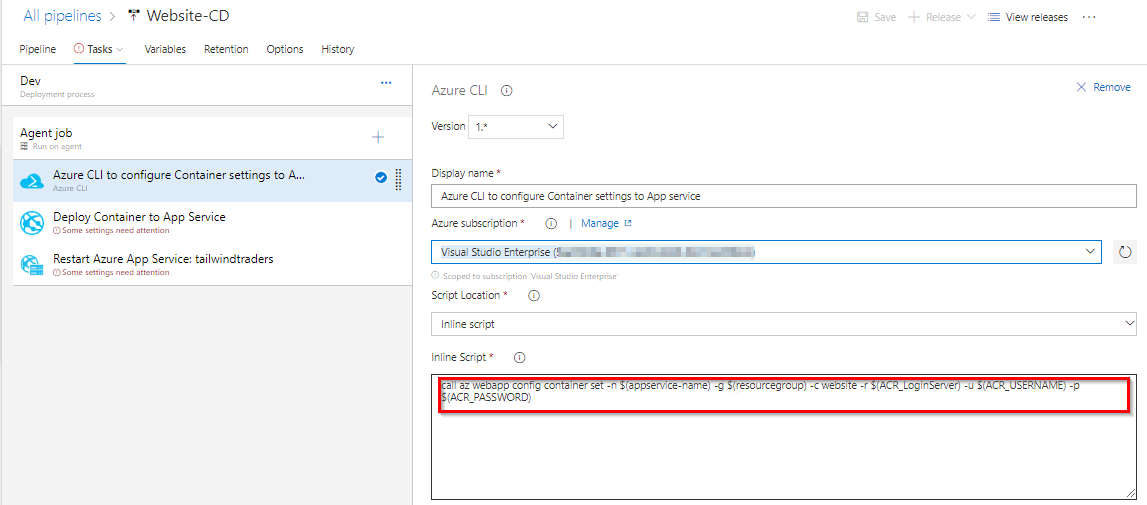 All pipelines > Website-CD
Save
Release
View releases
...
Pipeline
Tasks
Variables
Retention
Options
History
Dev
...
Deployment process
Agent job
Run on agent
Azure CLI to configure Container settings to A...
Azure CLI
Deploy Container to App Service
Some settings need attention
Restart Azure App Service: tailwindtraders
Some settings need attention
Azure CLI
Remove
Version 1.*
Display name *
Azure CLI to configure Container settings to App service
Azure subscription * | Manage
Visual Studio Enterprise (
Scoped to subscription 'Visual Studio Enterprise'
Script Location *
Inline script
Inline Script *
call az webapp config container set -n $(appservice-name) -g $(resourcegroup) -c website -r $(ACR_LoginServer) -u $(ACR_USERNAME) -p
$(ACR_PASSWORD)